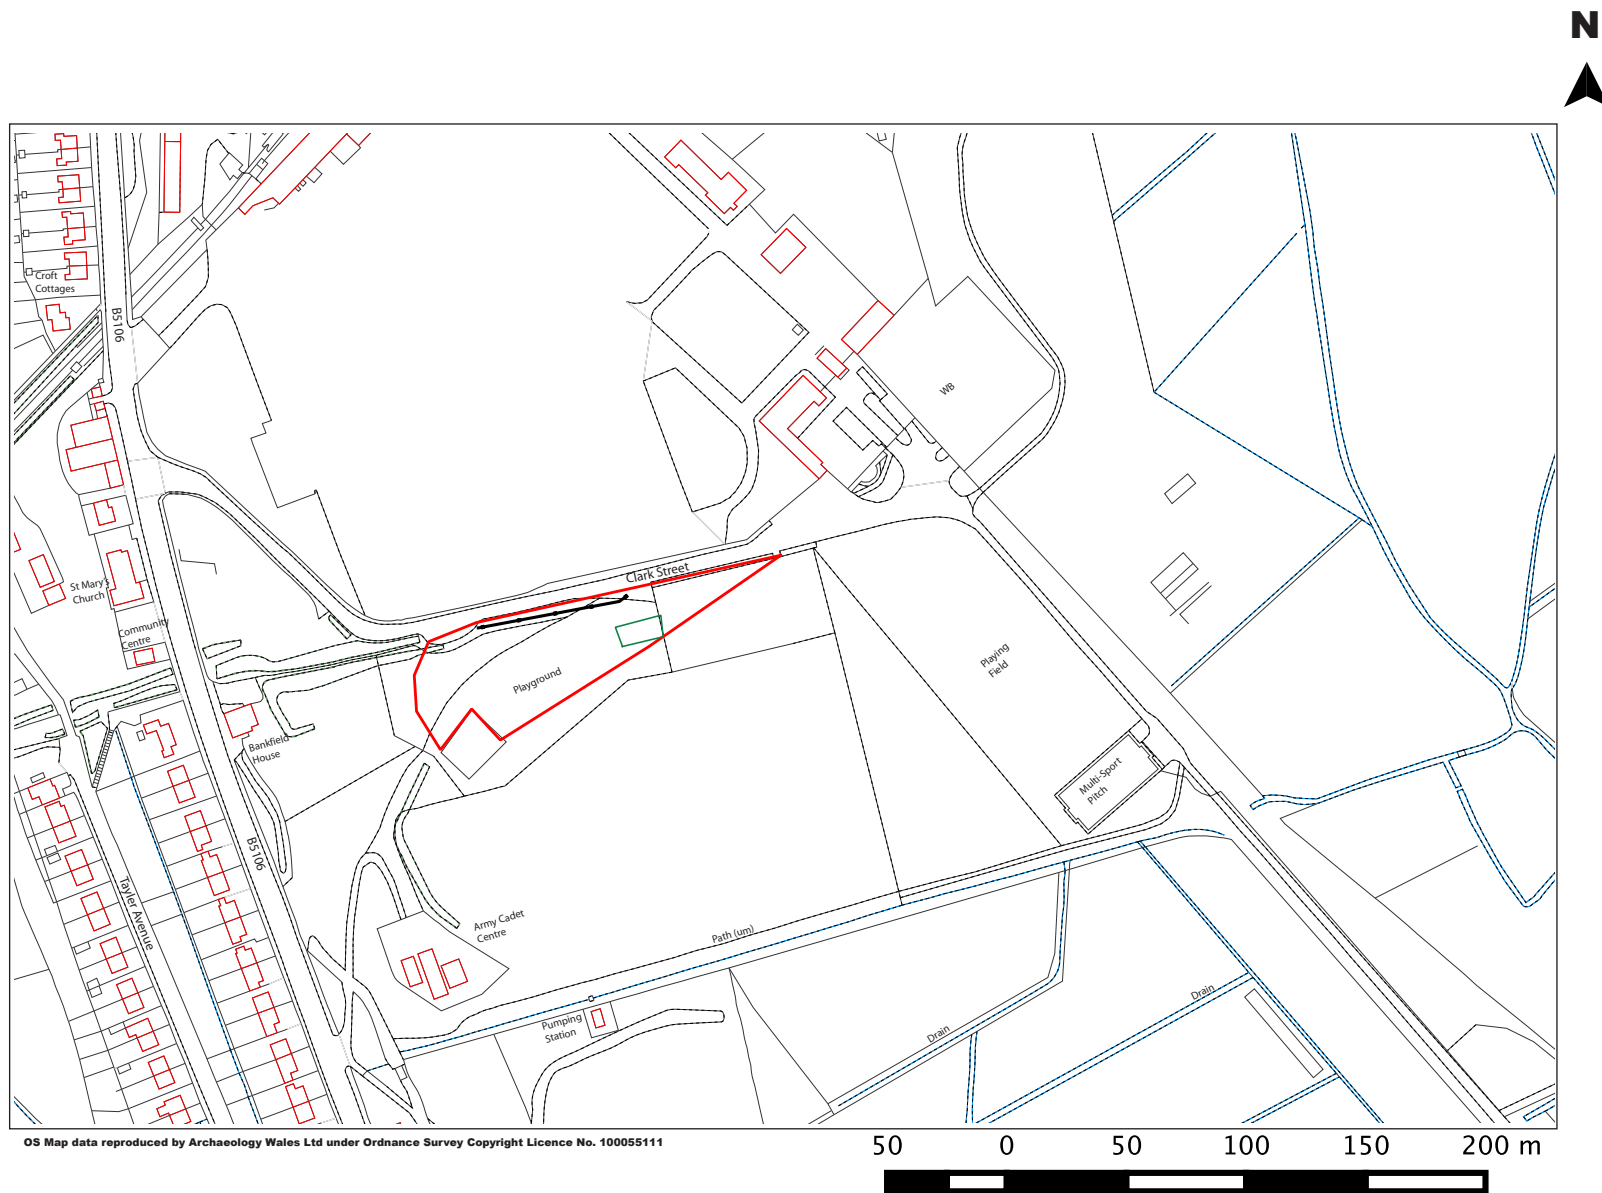 N
Croft
Cottages
B5106
WB
Clark Street
St Mary's
Church
Community
Centre
Playground
Playing
Field
Bankfield
House
Multi-Sport
Pitch
B5106
Tayler Avenue
Army Cadet
Centre
Path (um)
Drain
Pumping
Station
Drain
OS Map data reproduced by Archaeology Wales Ltd under Ordnance Survey Copyright Licence No. 100055111
50 0 50 100 150 200 m